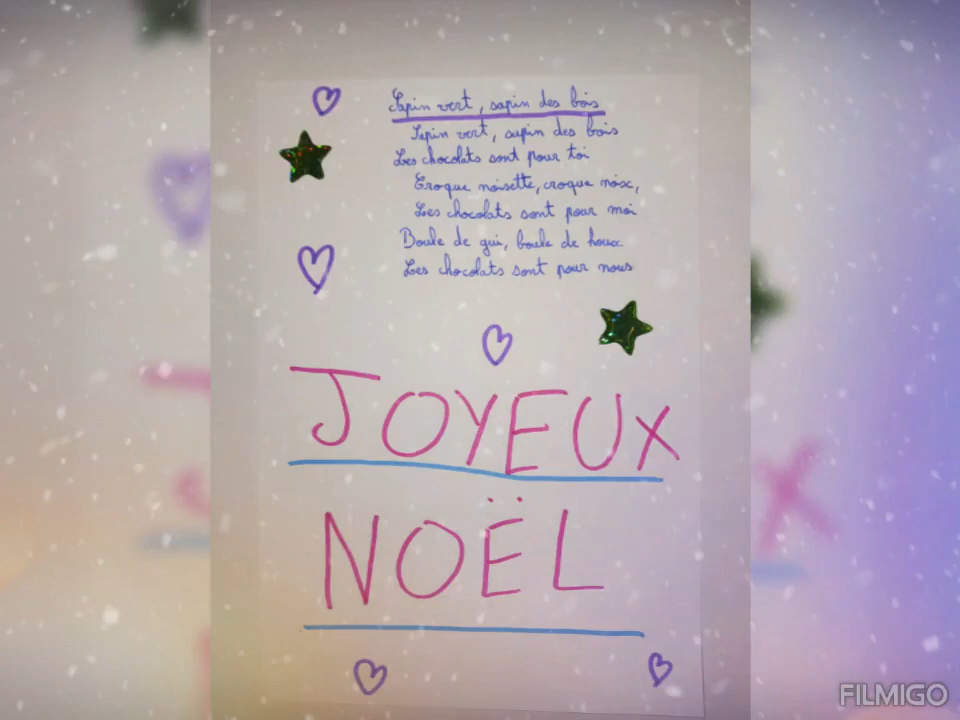 Sapin vert, sapin des bois
Sapin vert, sapin des bois
Les chocolats sont pour toi
Croque noisette, croque noix,
Les chocolats sont pour moi
Boule de gui, boule de houx
Les chocolats sont pour nous
JOYEUX
NOËL
FILMIGO